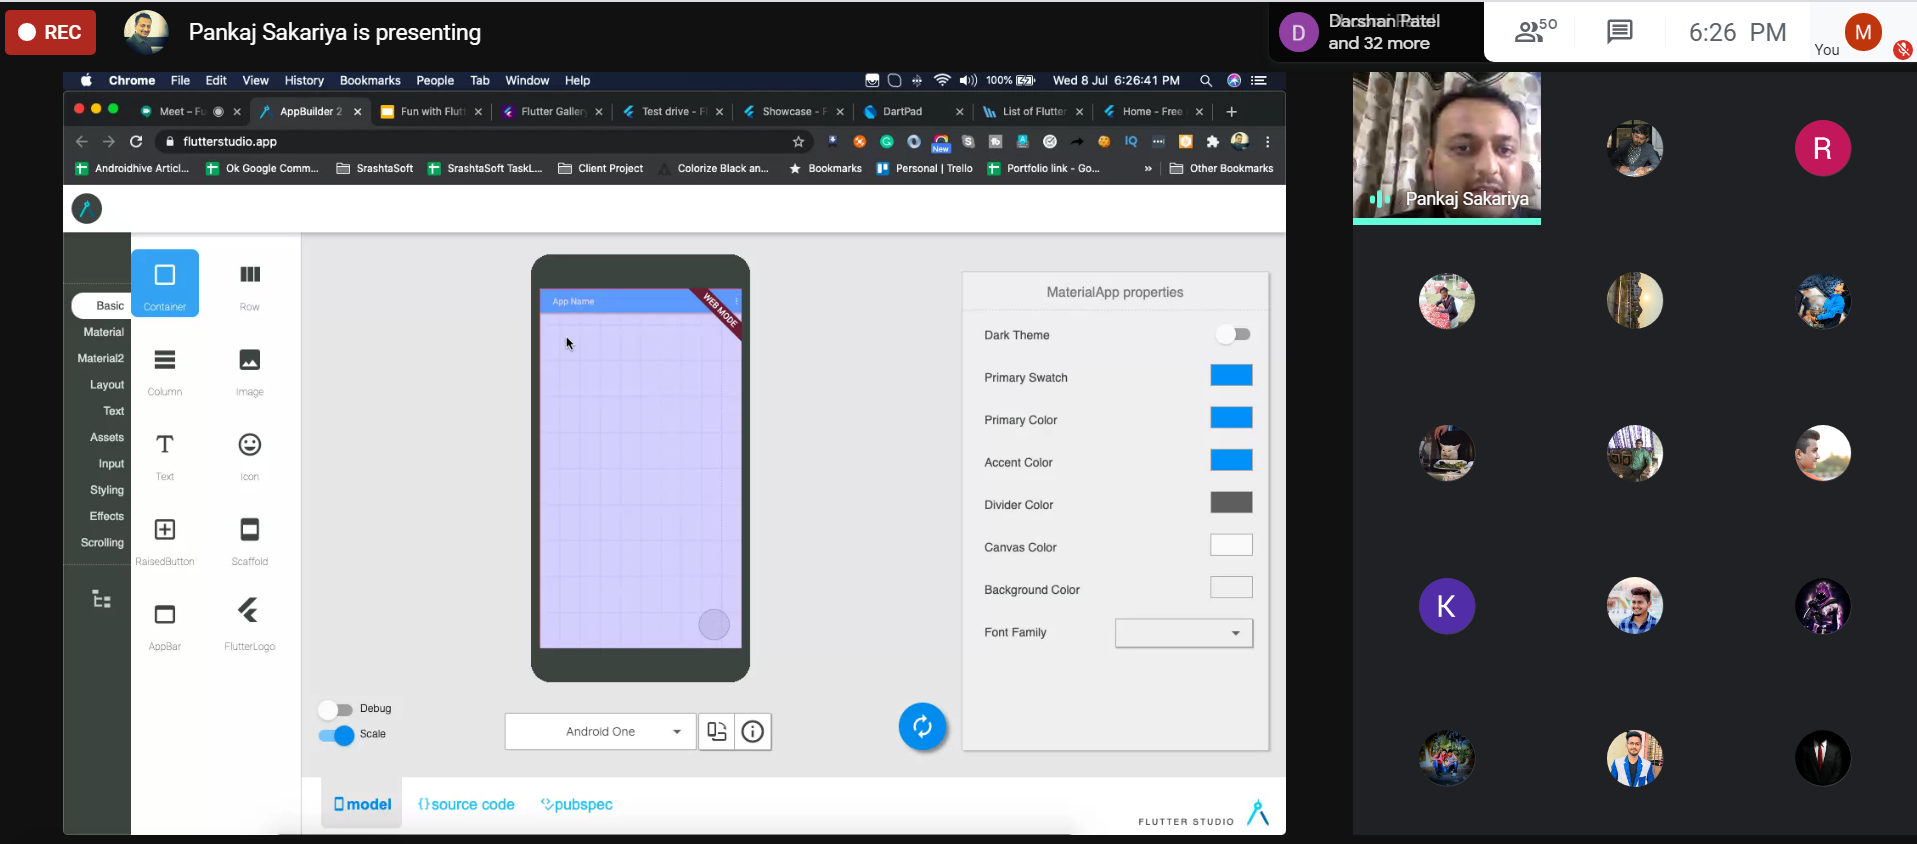 REC
Pankaj Sakariya is presenting
D
Darshan Patel
and 32 more
50
6:26 PM
You
M
Chrome File Edit View History Bookmarks People Tab Window Help
100%
Wed 8 Jul 6:26:41 PM
Meet – Fu
AppBuilder 2
Fun with Flut
Flutter Galler
Test drive - F
Showcase - F
DartPad
List of Flutter
Home - Free
flutterstudio.app
New
IQ
Androidhive Articl...
Ok Google Comm...
SrashtaSoft
SrashtaSoft TaskL...
Client Project
Colorize Black an...
Bookmarks
Personal | Trello
Portfolio link - Go...
»
Other Bookmarks
Basic
Material
Material2
Layout
Text
Assets
Input
Styling
Effects
Scrolling
Container
Row
Column
Image
Text
Icon
RaisedButton
Scaffold
AppBar
FlutterLogo
App Name
WEB MODE
MaterialApp properties
Dark Theme
Primary Swatch
Primary Color
Accent Color
Divider Color
Canvas Color
Background Color
Font Family
Debug
Scale
Android One
model
{}source code
pubspec
FLUTTER STUDIO
Pankaj Sakariya
R
K